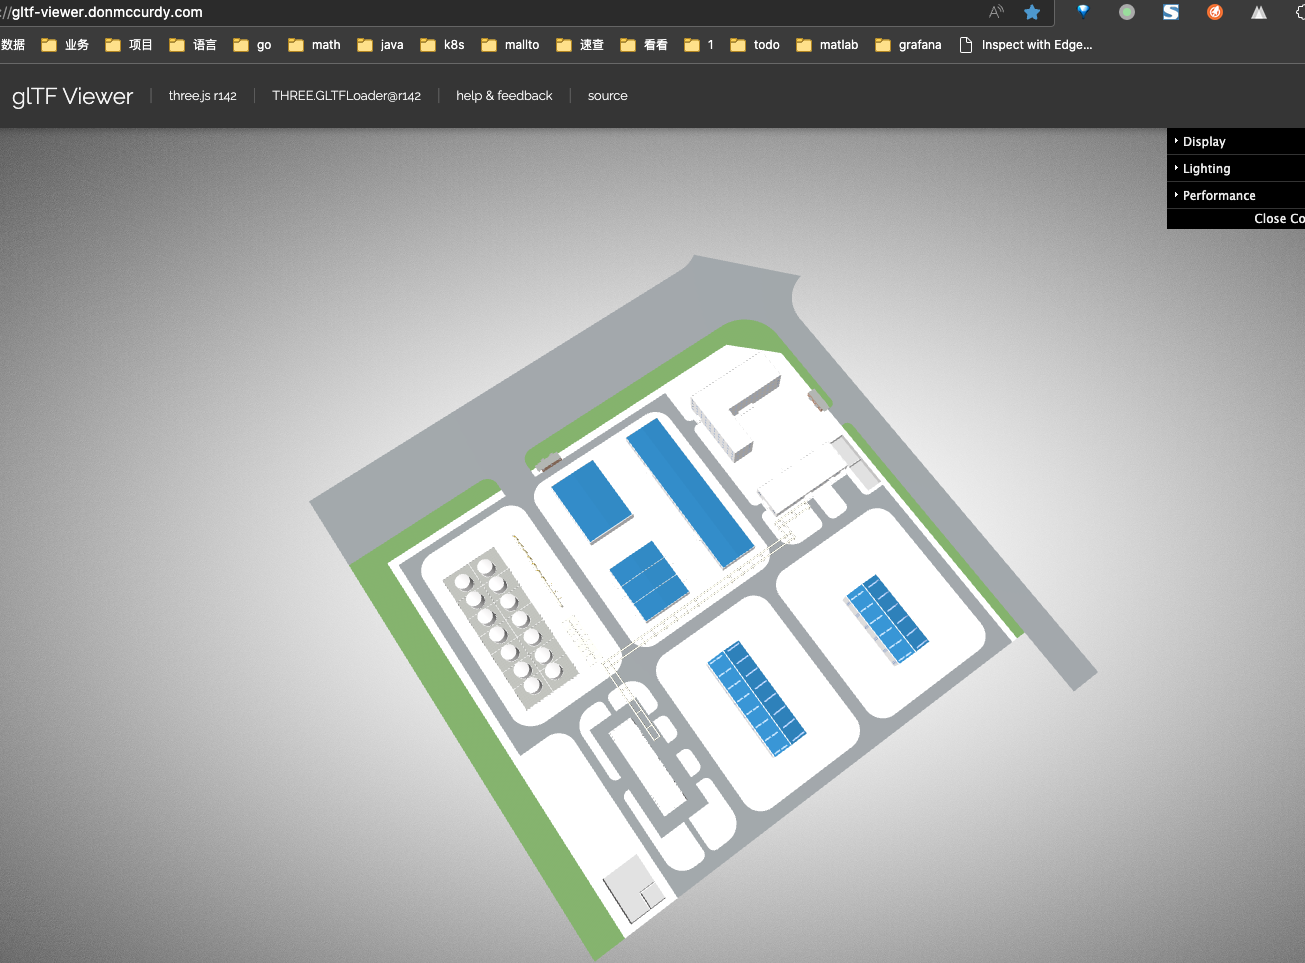 ://gltf-viewer.donmccurdy.com
数据 业务 项目 语言 go math java k8s mallto 速查 看看 1 todo matlab grafana Inspect with Edge...
glTF Viewer three.js r142 THREE.GLTFLoader@r142 help & feedback source
Display
Lighting
Performance
Close Co